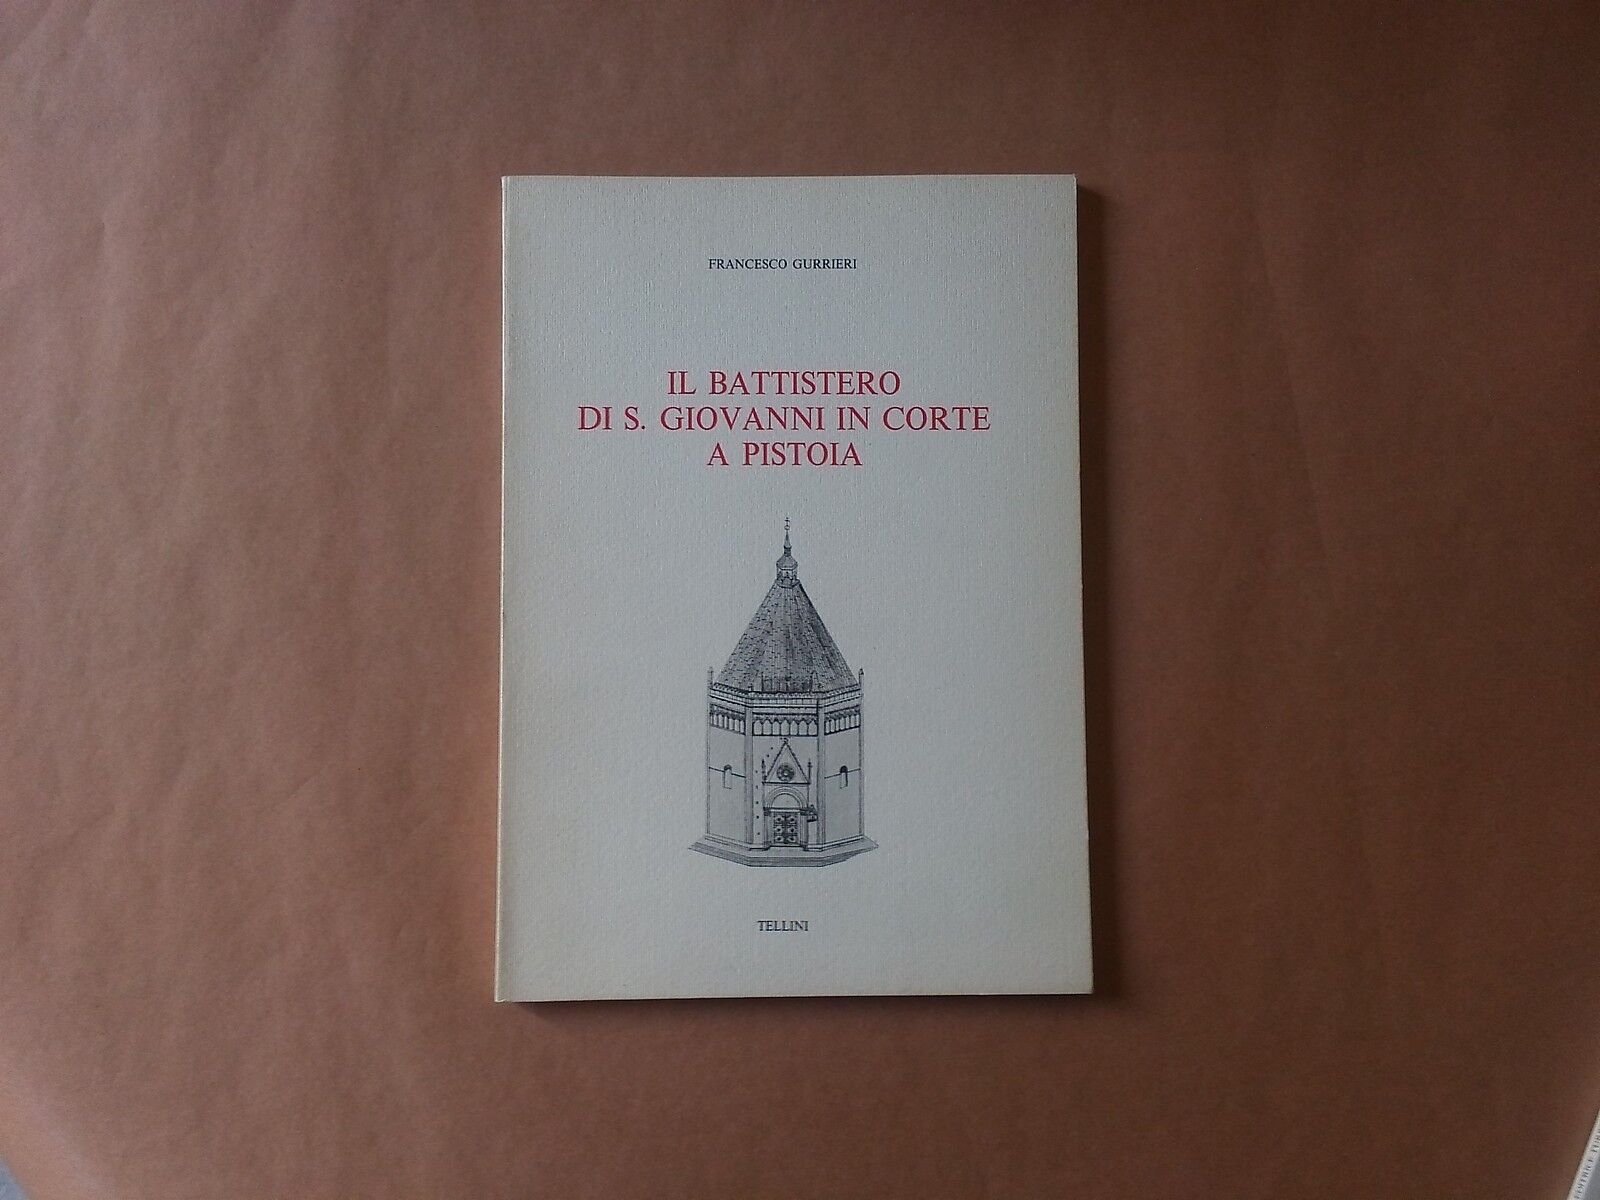 FRANCESCO GURRIERI
IL BATTISTERO
DI S. GIOVANNI IN CORTE
A PISTOIA
TELLINI